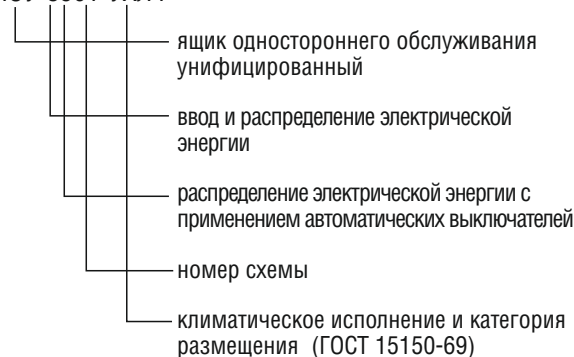 ящик одностороннего обслуживания
унифицированный
ввод и распределение электрической
энергии
распределение электрической энергии с
применением автоматических выключателей
номер схемы
климатическое исполнение и категория
размещения (ГОСТ 15150-69)